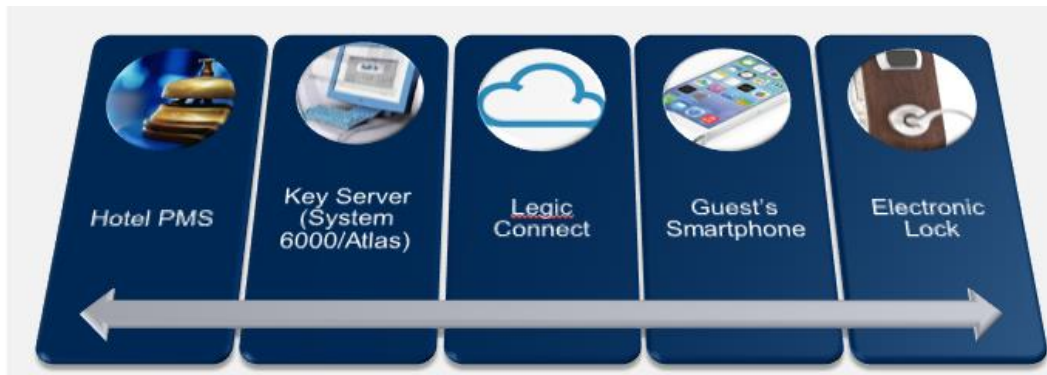 Hotel PMS
Key Server
(System
6000/Atlas)
Legic
Connect
Guest's
Smartphone
Electronic
Lock